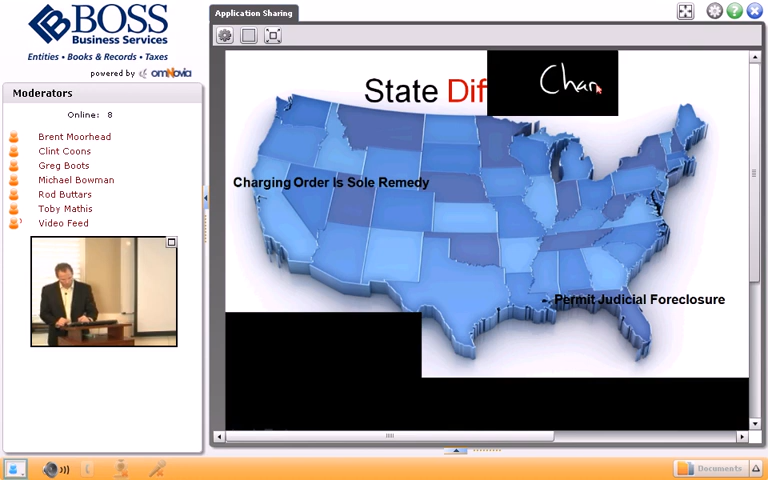 BOSS
Business Services
Entities • Books & Records • Taxes
powered by omNovia
Moderators
Online: 8
Brent Moorhead
Clint Coons
Greg Boots
Michael Bowman
Rod Buttars
Toby Mathis
Video Feed
Application Sharing
State Dif
Char
Charging Order Is Sole Remedy
Permit Judicial Foreclosure
Documents